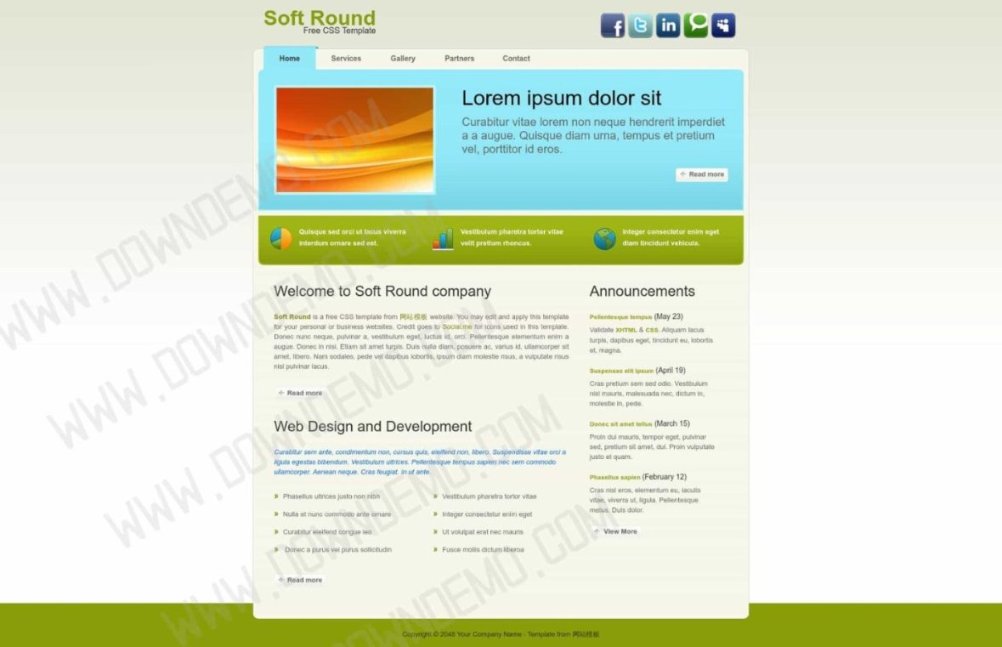 Soft Round
Free CSS Template
Home Services Gallery Partners Contact
Lorem ipsum dolor sit
Curabitur vitae lorem non neque hendrerit imperdiet
a a augue. Quisque diam urna, tempus et pretium
vel, porttitor id eros.
Read more
Quisque sed orci ut lacus viverra
interdum ornare sed est.
Vestibulum pharetra tortor vitae
velit pretium rhoncus.
Integer consectetur enim eget
diam tincidunt vehicula.
Welcome to Soft Round company
Soft Round is a free CSS template from 网站模板 website. You may edit and apply this template
for your personal or business websites. Credit goes to Social.me for icons used in this template.
Donec nunc neque, pulvinar a, vestibulum eget, luctus id, orci. Pellentesque elementum enim a
augue. Donec in nisi. Etiam sit amet turpis. Duis nulla diam, posuere ac, varius id, ullamcorper sit
amet, libero. Nam sodales, pede vel dapibus lobortis, ipsum diam molestie risus, a vulputate risus
nisl pulvinar lacus.
Read more
Web Design and Development
Curabitur sem ante, condimentum non, cursus quis, eleifend non, libero. Suspendisse vitae orci a
ligula egestas bibendum. Vestibulum ultrices. Pellentesque tempus sapien nec sem commodo
ullamcorper. Aenean neque. Cras feugiat. In ut ante.
» Phasellus ultrices justo non nibh
» Vestibulum pharetra tortor vitae
» Nulla et nunc commodo ante ornare
» Integer consectetur enim eget
» Curabitur eleifend congue leo
» Ut volutpat erat nec mauris
» Donec a purus vel purus sollicitudin
» Fusce mollis dictum liberoa
Read more
Announcements
Pellentesque tempus (May 23)
Validate XHTML & CSS. Aliquam lacus
turpis, dapibus eget, tincidunt eu, lobortis
et, magna.
Suspensse elit ipsum (April 19)
Cras pretium sem sed odio. Vestibulum
nisl mauris, malesuada nec, dictum in,
molestie in, pede.
Donec sit amet tellus (March 15)
Proin dui mauris, tempor eget, pulvinar
sed, pretium sit amet, dui. Proin vulputate
justo et quam.
Phasellus sapien (February 12)
Cras nisl eros, elementum eu, iaculis
vitae, viverra ut, ligula. Pellentesque
metus. Duis dolor.
View More
Copyright © 2048 Your Company Name - Template from 网站模板
WWW.DOWNDEMO.COM
WWW.DOWNDEMO.COM
WWW.DOWNDEMO.COM
WWW.DOWNDEMO.COM